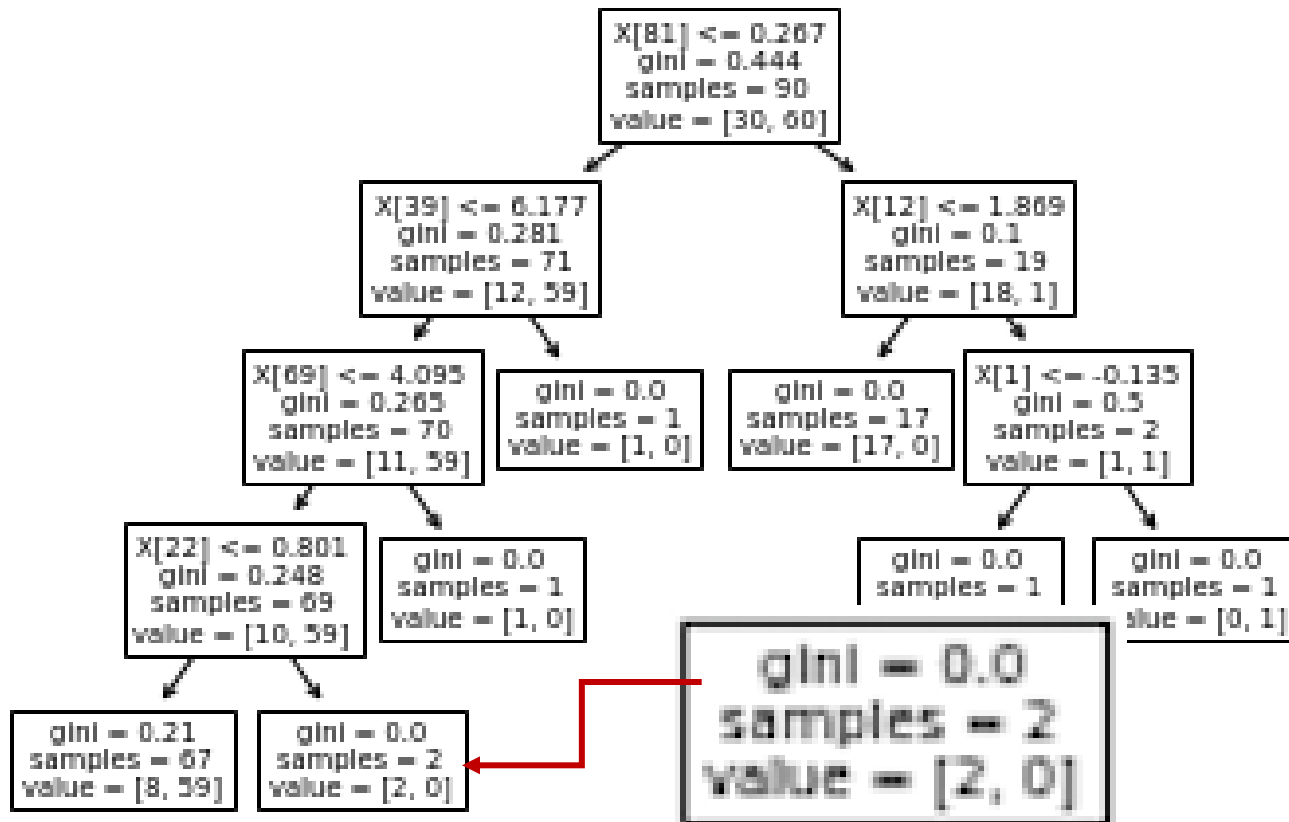 X[81] <= 0.267
gini = 0.444
samples = 90
value = [30, 60]
X[39] <= 6.177
gini = 0.281
samples = 71
value = [12, 59]
X[12] <= 1.869
gini = 0.1
samples = 19
value = [18, 1]
X[69] <= 4.095
gini = 0.265
samples = 70
value = [11, 59]
gini = 0.0
samples = 1
value = [1, 0]
gini = 0.0
samples = 17
value = [17, 0]
X[1] <= -0.135
gini = 0.5
samples = 2
value = [1, 1]
X[22] <= 0.801
gini = 0.248
samples = 69
value = [10, 59]
gini = 0.0
samples = 1
value = [1, 0]
gini = 0.0
samples = 1
gini = 0.0
samples = 1
alue = [0, 1]
gini = 0.21
samples = 67
value = [8, 59]
gini = 0.0
samples = 2
value = [2, 0]
gini = 0.0
samples = 2
value = [2, 0]